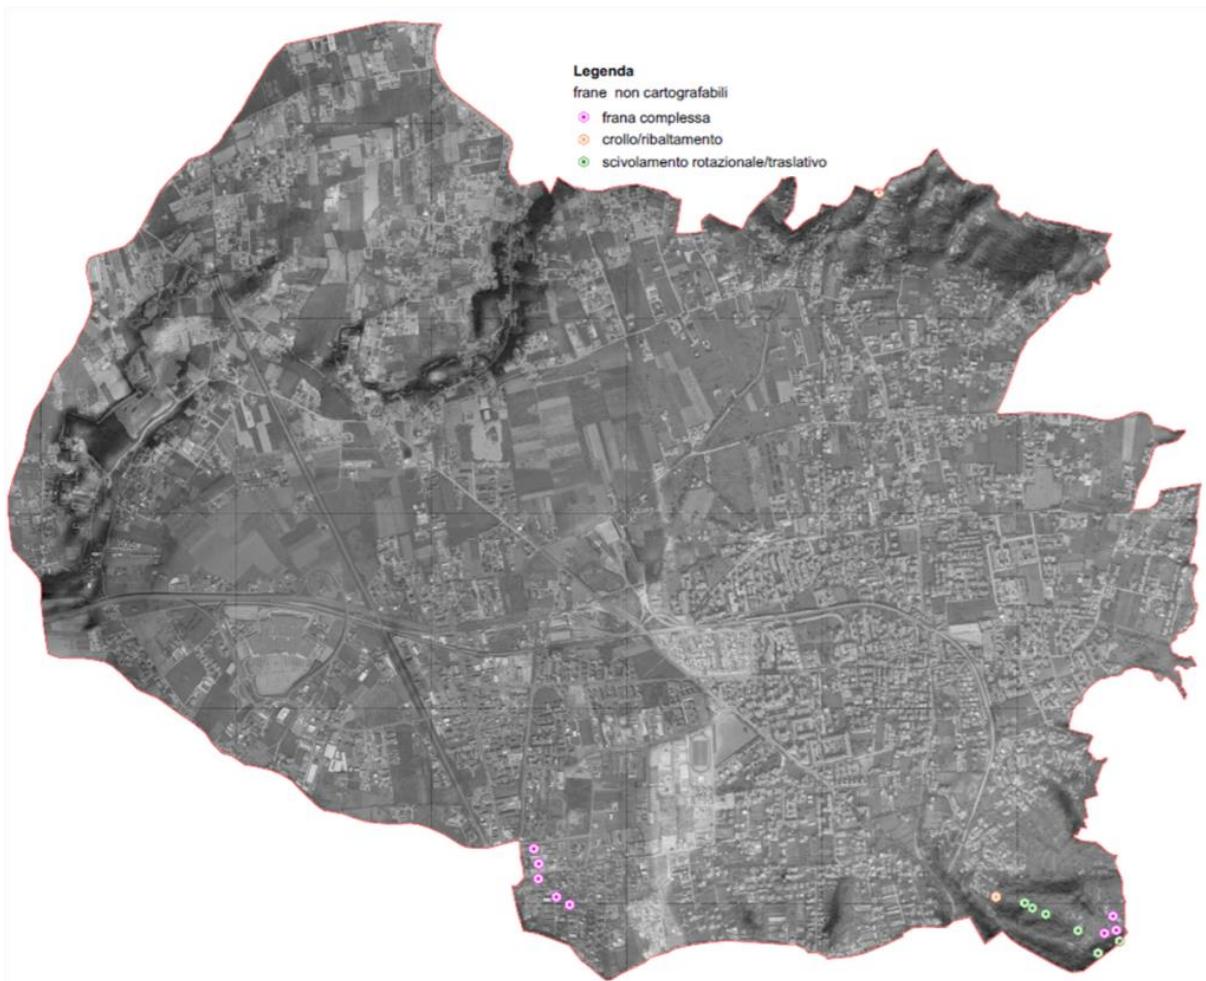 Legenda
frane non cartografabili
frana complessa
crollo/ribaltamento
scivolamento rotazionale/traslativo